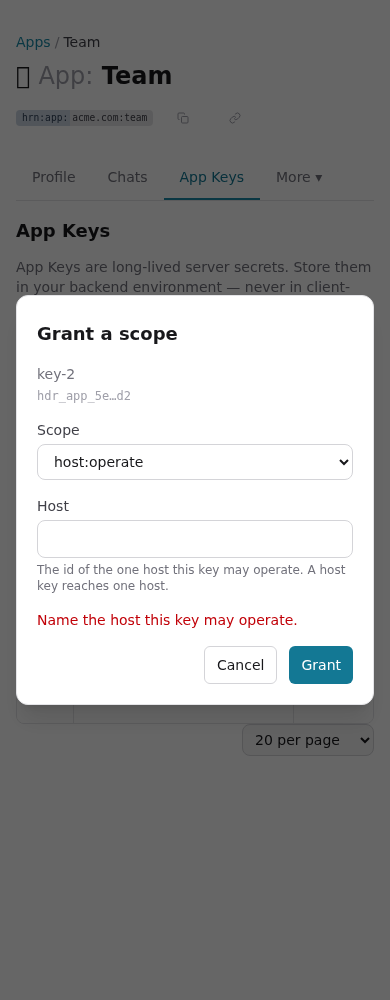 Apps / Team
App: Team
hrn:app: acme.com:team
Profile Chats App Keys More ▾
App Keys
App Keys are long-lived server secrets. Store them
in your backend environment — never in client-
Grant a scope
key-2
hdr_app_5e…d2
Scope
host:operate
Host
The id of the one host this key may operate. A host
key reaches one host.
Name the host this key may operate.
Cancel Grant
20 per page